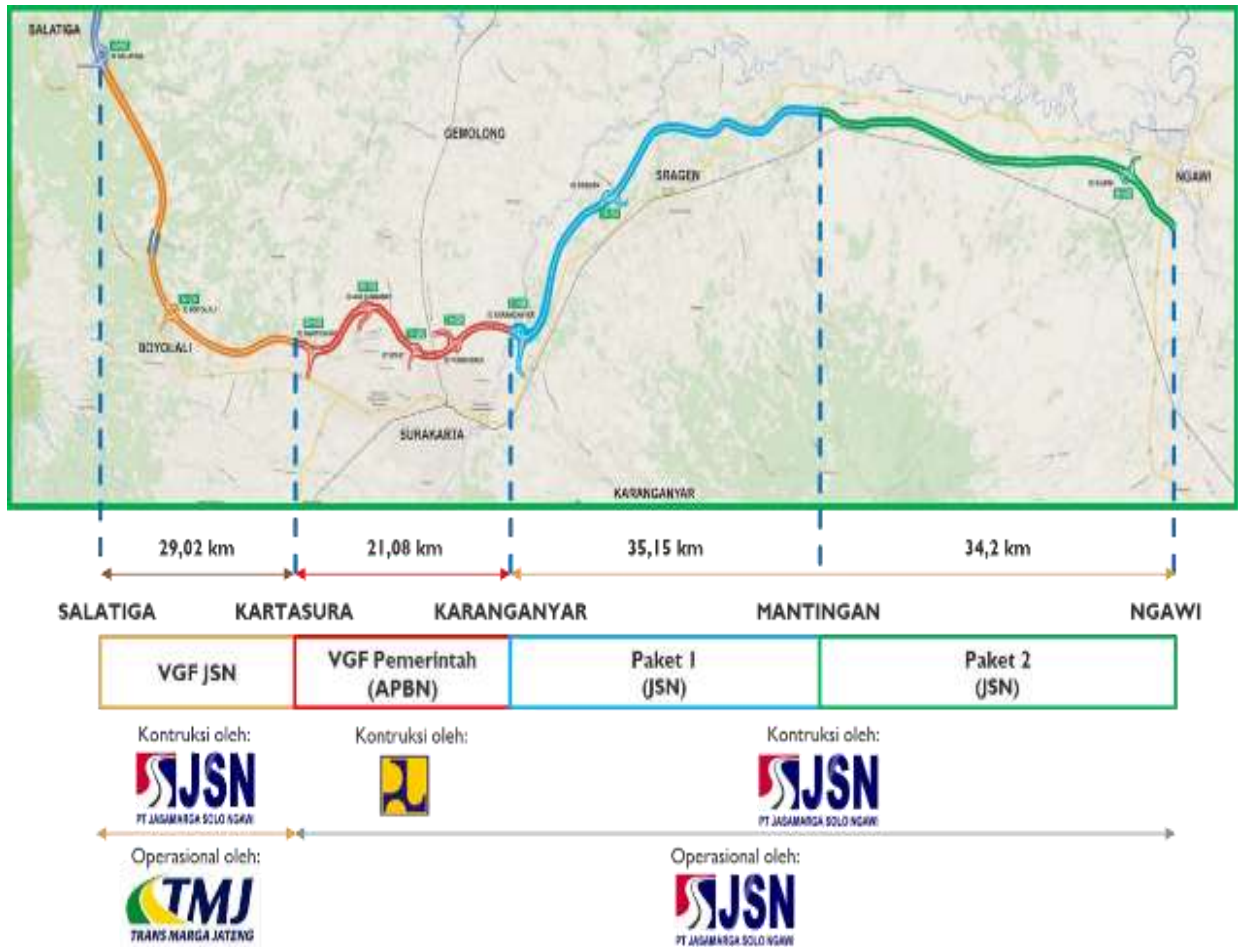 SALATIGA
GEMOLONG
SRAGEN
NGAWI
BOYOLALI
SURAKARTA
KARANGANYAR
29,02 km
21,08 km
35,15 km
34,2 km
SALATIGA
KARTASURA
KARANGANYAR
MANTINGAN
NGAWI
VGF JSN
VGF Pemerintah
(APBN)
Paket 1
(JSN)
Paket 2
(JSN)
Kontruksi oleh:
JSN
PT JASAMARGA SOLO NGAWI
Kontruksi oleh:
Kontruksi oleh:
JSN
PT JASAMARGA SOLO NGAWI
Operasional oleh:
TMJ
TRANS MARGA JATENG
Operasional oleh:
JSN
PT JASAMARGA SOLO NGAWI